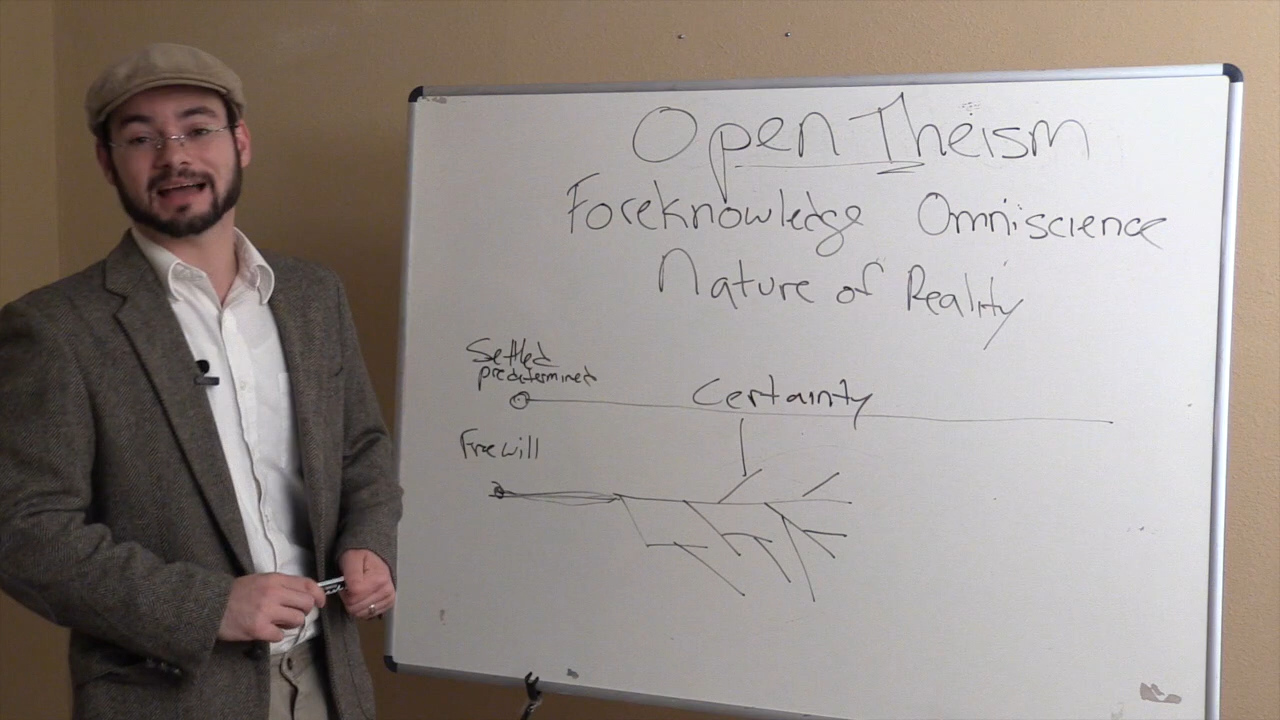 Open Theism
Foreknowledge Omniscience
Nature of Reality
Settled
predetermined
Certainty
Free will